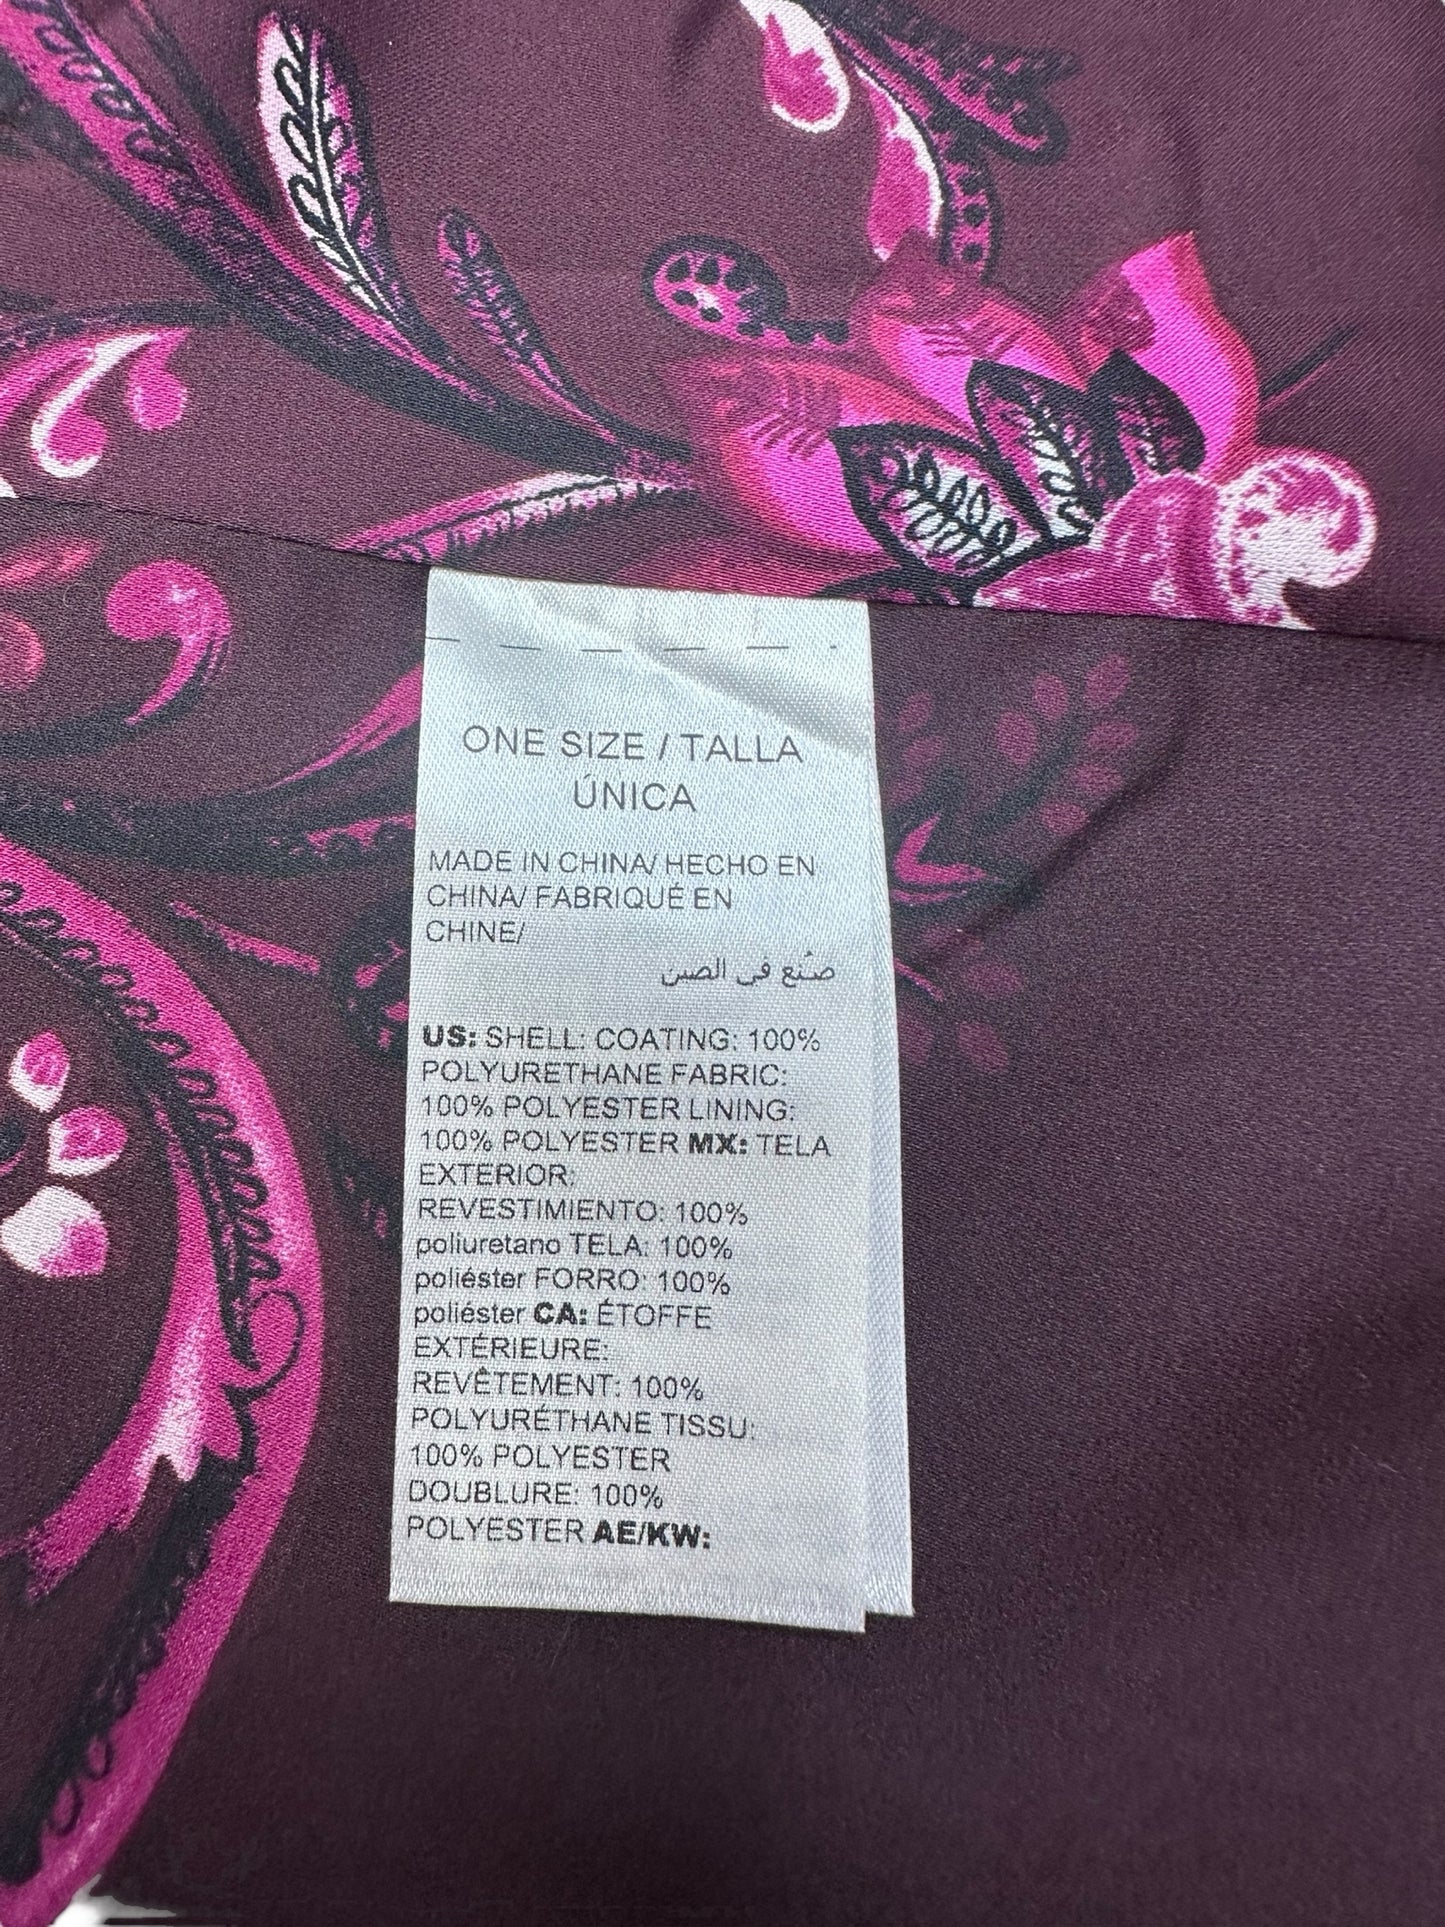 ONE SIZE / TALLA
ÚNICA
MADE IN CHINA/ HECHO EN
CHINA/ FABRIQUÉ EN
CHINE/
صُنع في الصين
US: SHELL: COATING: 100%
POLYURETHANE FABRIC:
100% POLYESTER LINING:
100% POLYESTER MX: TELA
EXTERIOR:
REVESTIMIENTO: 100%
poliuretano TELA: 100%
poliéster FORRO: 100%
poliéster CA: ÉTOFFE
EXTÉRIEURE:
REVÊTEMENT: 100%
POLYURÉTHANE TISSU:
100% POLYESTER
DOUBLURE: 100%
POLYESTER AE/KW: